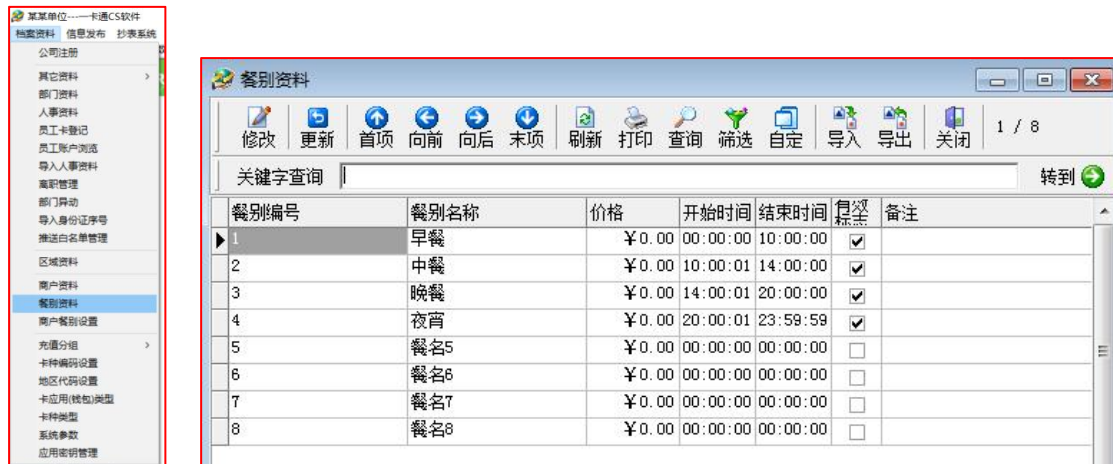 某某单位---一卡通CS软件
档案资料 信息发布 抄表系统
公司注册
其它资料
部门资料
人事资料
员工卡登记
员工账户浏览
导入人事资料
离职管理
部门异动
导入身份证序号
推送白名单管理
区域资料
商户资料
餐别资料
商户餐别设置
充值分组
卡种编码设置
地区代码设置
卡应用(钱包)类型
卡种类型
系统参数
应用密钥管理
餐别资料
修改 更新 首项 向前 向后 末项 刷新 打印 查询 筛选 自定 导入 导出 关闭 1 / 8
关键字查询 转到
餐别编号 餐别名称 价格 开始时间 结束时间 有效 备注
1 早餐 ￥0.00 00:00:00 10:00:00
2 中餐 ￥0.00 10:00:01 14:00:00
3 晚餐 ￥0.00 14:00:01 20:00:00
4 夜宵 ￥0.00 20:00:01 23:59:59
5 餐名5 ￥0.00 00:00:00 00:00:00
6 餐名6 ￥0.00 00:00:00 00:00:00
7 餐名7 ￥0.00 00:00:00 00:00:00
8 餐名8 ￥0.00 00:00:00 00:00:00